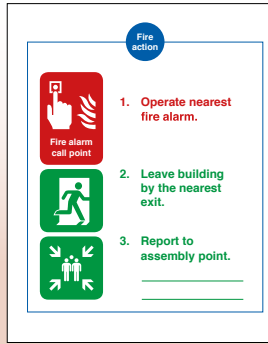 Fire
action
Fire alarm
call point
1. Operate nearest
fire alarm.
2. Leave building
by the nearest
exit.
3. Report to
assembly point.